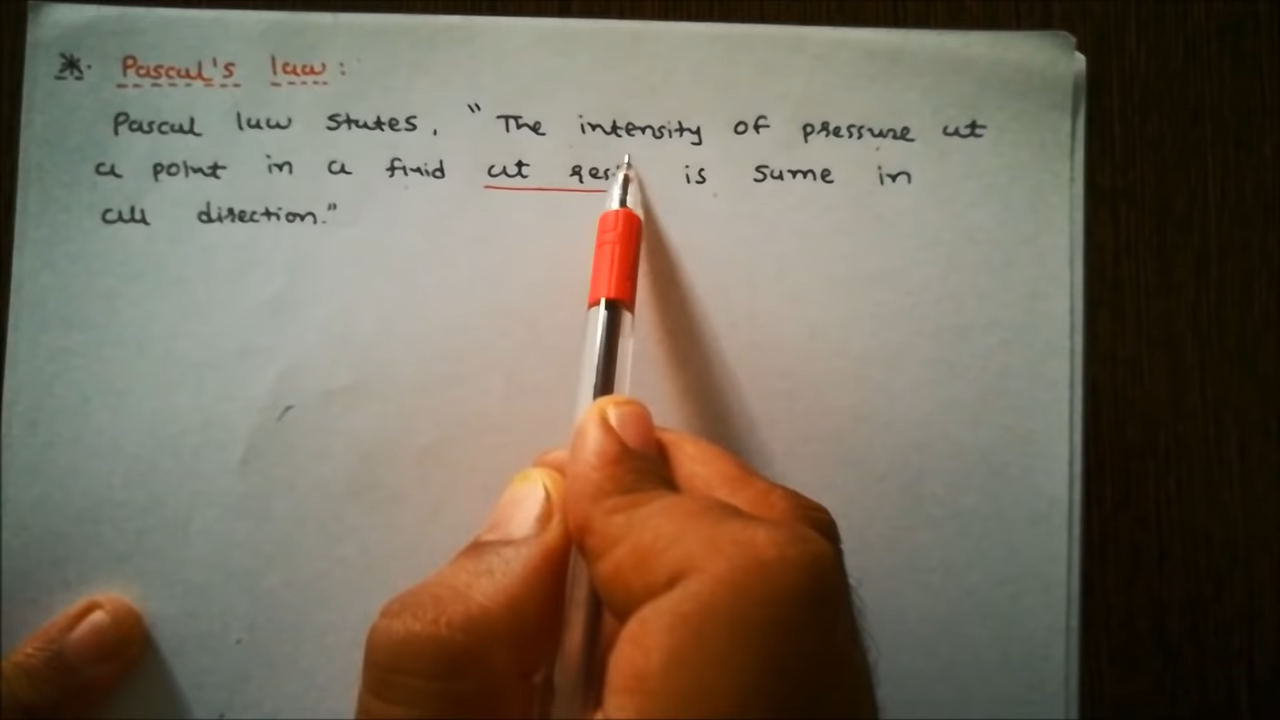 * Pascal's law :
Pascal law states, "The intensity of pressure at
a point in a fluid at res is same in
all direction."